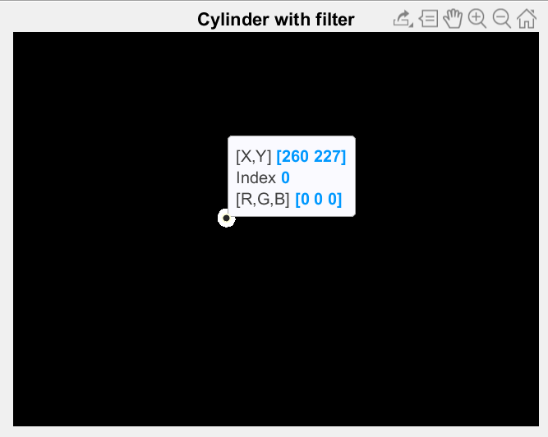 Cylinder with filter
[X,Y] [260 227]
Index 0
[R,G,B] [0 0 0]